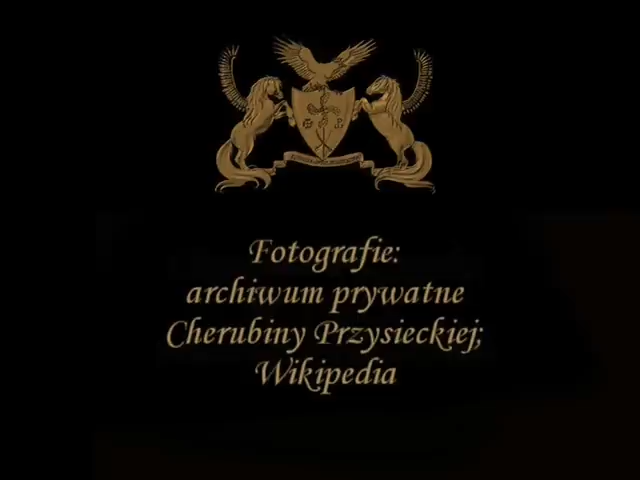 Fotografie:
archiwum prywatne
Cherubiny Przysieckiej;
Wikipedia